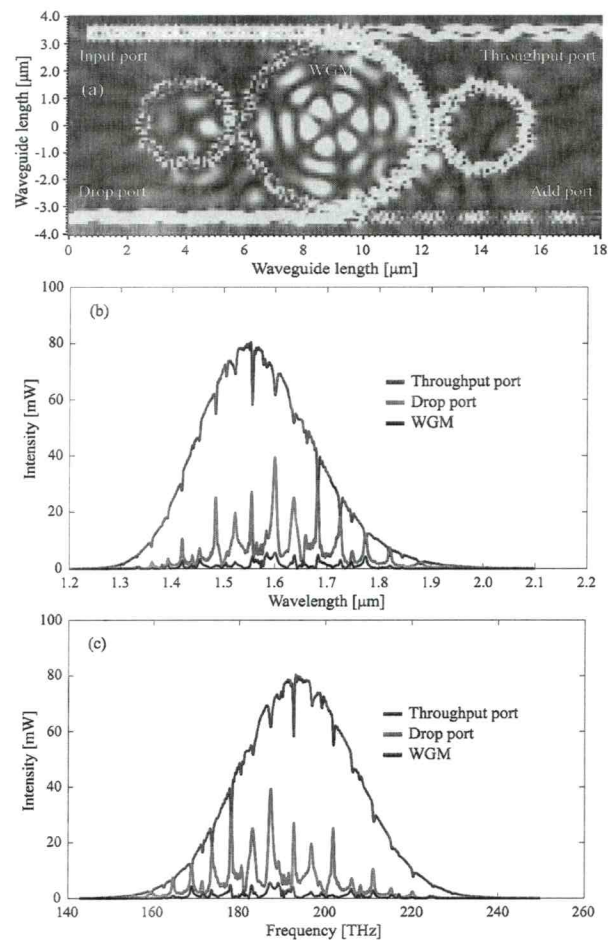 4.0
3.0
2.0
1.0
0
-1.0
-2.0
-3.0
-4.0
Waveguide length [μm]
Input port
WGM
Throughput port
(a)
Drop port
Add port
0 2 4 6 8 10 12 14 16 18
Waveguide length [μm]
(b)
100
80
60
40
20
0
Intensity [mW]
Throughput port
Drop port
WGM
1.2 1.3 1.4 1.5 1.6 1.7 1.8 1.9 2.0 2.1 2.2
Wavelength [μm]
(c)
100
80
60
40
20
0
Intensity [mW]
Throughput port
Drop port
WGM
140 160 180 200 220 240 260
Frequency [THz]